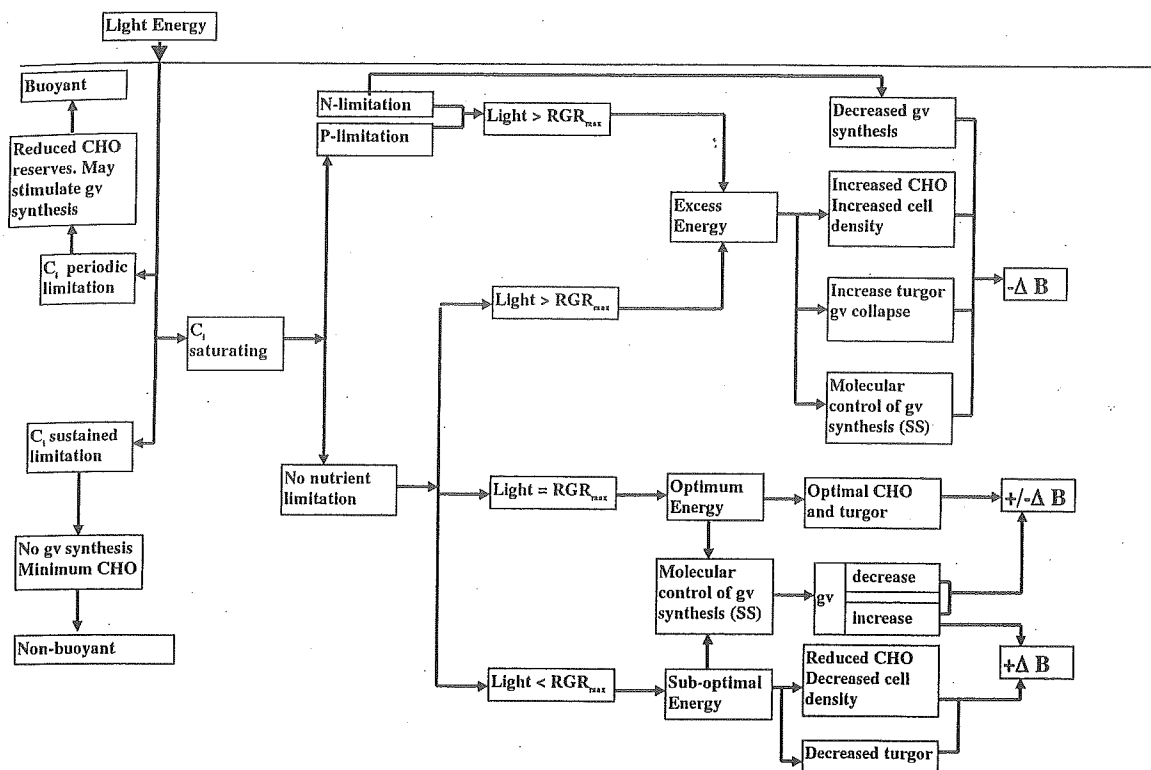 Light Energy
Buoyant
Reduced CHO
reserves. May
stimulate gv
synthesis
Ci periodic
limitation
Ci
saturating
Ci sustained
limitation
No gv synthesis
Minimum CHO
Non-buoyant
N-limitation
P-limitation
Light > RGRmax
Light > RGRmax
No nutrient
limitation
Light = RGRmax
Light < RGRmax
Excess
Energy
Optimum
Energy
Molecular
control of gv
synthesis (SS)
Sub-optimal
Energy
Decreased gv
synthesis
Increased CHO
Increased cell
density
Increase turgor
gv collapse
Molecular
control of gv
synthesis (SS)
-Δ B
Optimal CHO
and turgor
+/-Δ B
gv
decrease
increase
+Δ B
Reduced CHO
Decreased cell
density
Decreased turgor